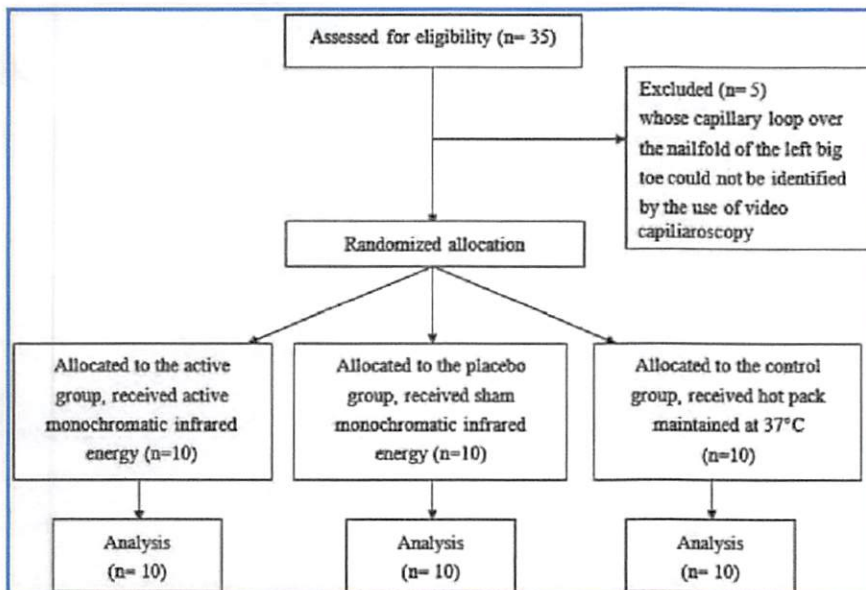 Assessed for eligibility (n= 35)
Excluded (n= 5)
whose capillary loop over
the nailfold of the left big
toe could not be identified
by the use of video
capiliaroscopy
Randomized allocation
Allocated to the active
group, received active
monochromatic infrared
energy (n=10)
Allocated to the placebo
group, received sham
monochromatic infrared
energy (n=10)
Allocated to the control
group, received hot pack
maintained at 37°C
(n=10)
Analysis
(n= 10)
Analysis
(n= 10)
Analysis
(n= 10)